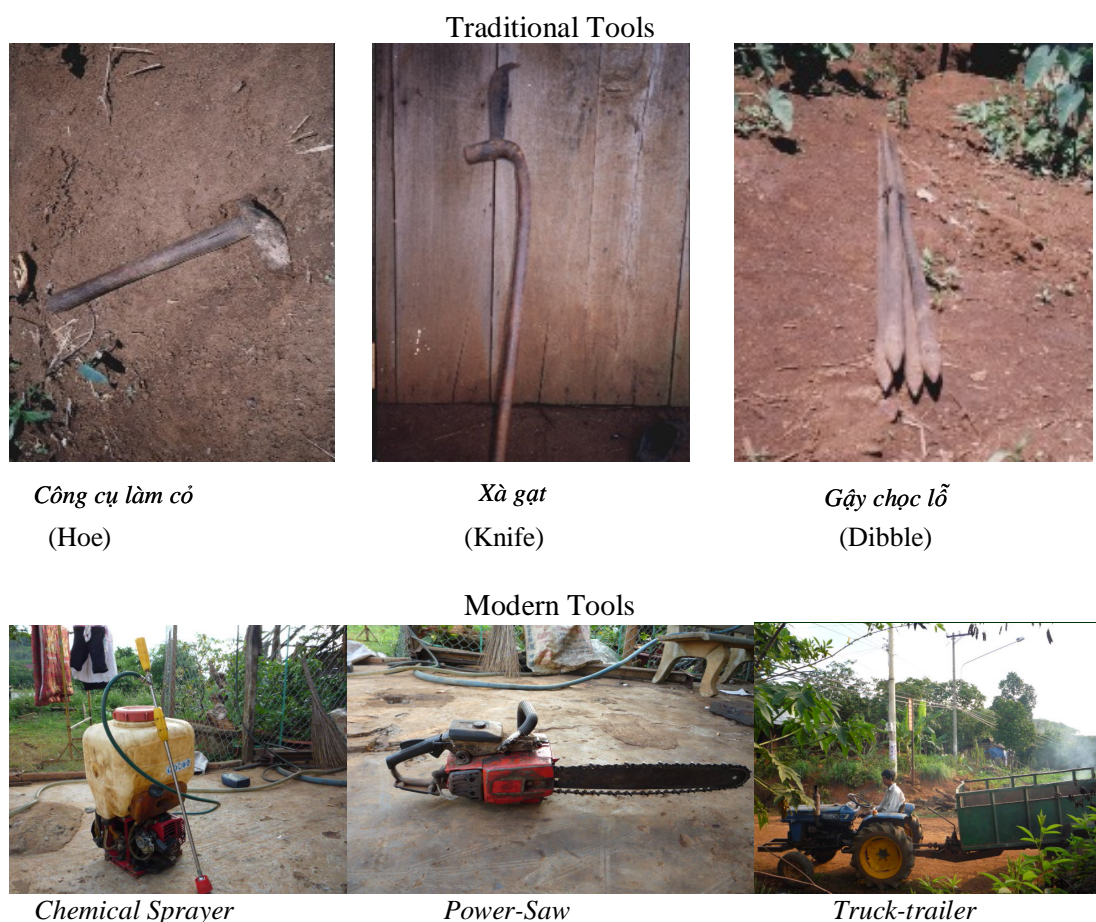 Traditional Tools
Công cụ làm cỏ
Xà gạt
Gậy chọc lỗ
(Hoe)
(Knife)
(Dibble)
Modern Tools
Chemical Sprayer
Power-Saw
Truck-trailer